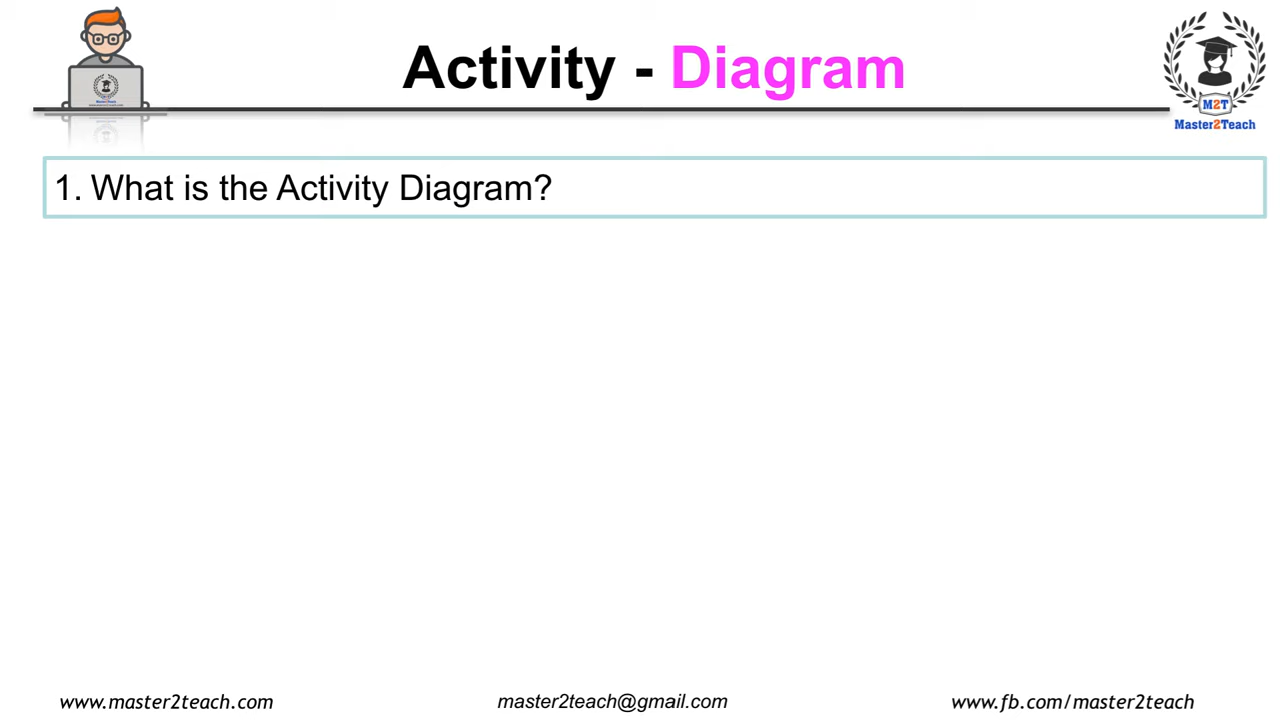 Activity - Diagram
M2T
Master2Teach
1. What is the Activity Diagram?
www.master2teach.com
master2teach@gmail.com
www.fb.com/master2teach